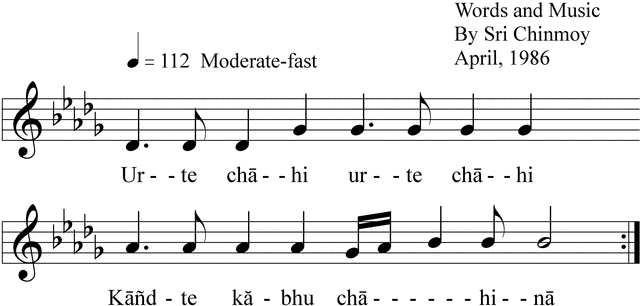 Words and Music
By Sri Chinmoy
♩ = 112 Moderate-fast April, 1986
Ur - - te chā - - hi ur - - te chā - - hi
Kāñd - te kă - bhu chā - - - - - - hi - nā